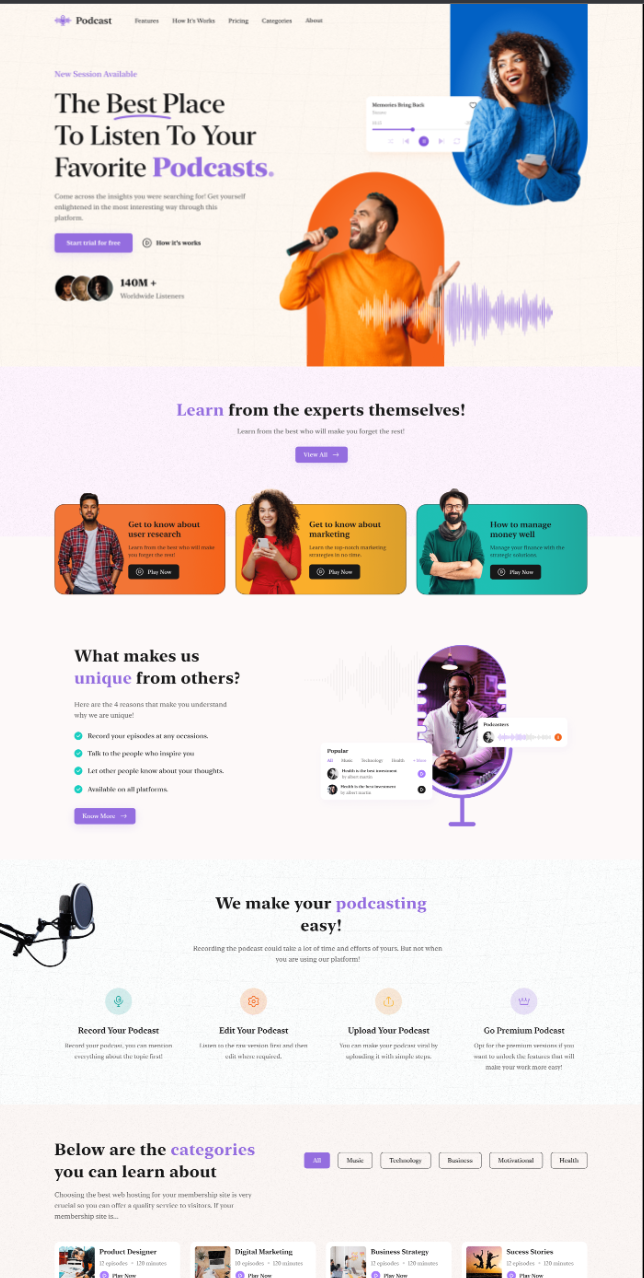 Podcast
Features
How It's Works
Pricing
Categories
About
New Session Available
The Best Place
To Listen To Your
Favorite Podcasts.
Come across the insights you were searching for! Get yourself
enlightened in the most interesting way through this
platform.
Start trial for free
How it's works
140M +
Worldwide Listeners
Memories Bring Back
Learn from the experts themselves!
Learn from the best who will make you forget the rest!
View All
Get to know about
user research
Learn from the best who will make
you forget the rest!
Play Now
Get to know about
marketing
Learn the top-notch marketing
strategies in no time.
Play Now
How to manage
money well
Manage your finance with the
strategic solutions.
Play Now
What makes us
unique from others?
Here are the 4 reasons that make you understand
why we are unique!
Record your episodes at any occasions.
Talk to the people who inspire you
Let other people know about your thoughts.
Available on all platforms.
Know More
Podcasters
Popular
All
Music
Technology
Health
Health is the best investment
Health is the best investment
We make your podcasting
easy!
Recording the podcast could take a lot of time and efforts of yours. But not when
you are using our platform!
Record Your Podcast
Record your podcast, you can mention
everything about the topic first!
Edit Your Podcast
Listen to the raw version first and then
edit where required.
Upload Your Podcast
You can make your podcast viral by
uploading it with simple steps.
Go Premium Podcast
Opt for the premium versions if you
want to unlock the features that will
make your work more easy!
Below are the categories
you can learn about
All
Music
Technology
Business
Motivational
Health
Choosing the best web hosting for your membership site is very
crucial so you can offer a quality service to visitors. If your
membership site is...
Product Designer
12 episodes • 120 minutes
Play Now
Digital Marketing
10 episodes • 120 minutes
Play Now
Business Strategy
12 episodes • 120 minutes
Play Now
Sucess Stories
12 episodes • 120 minutes
Play Now